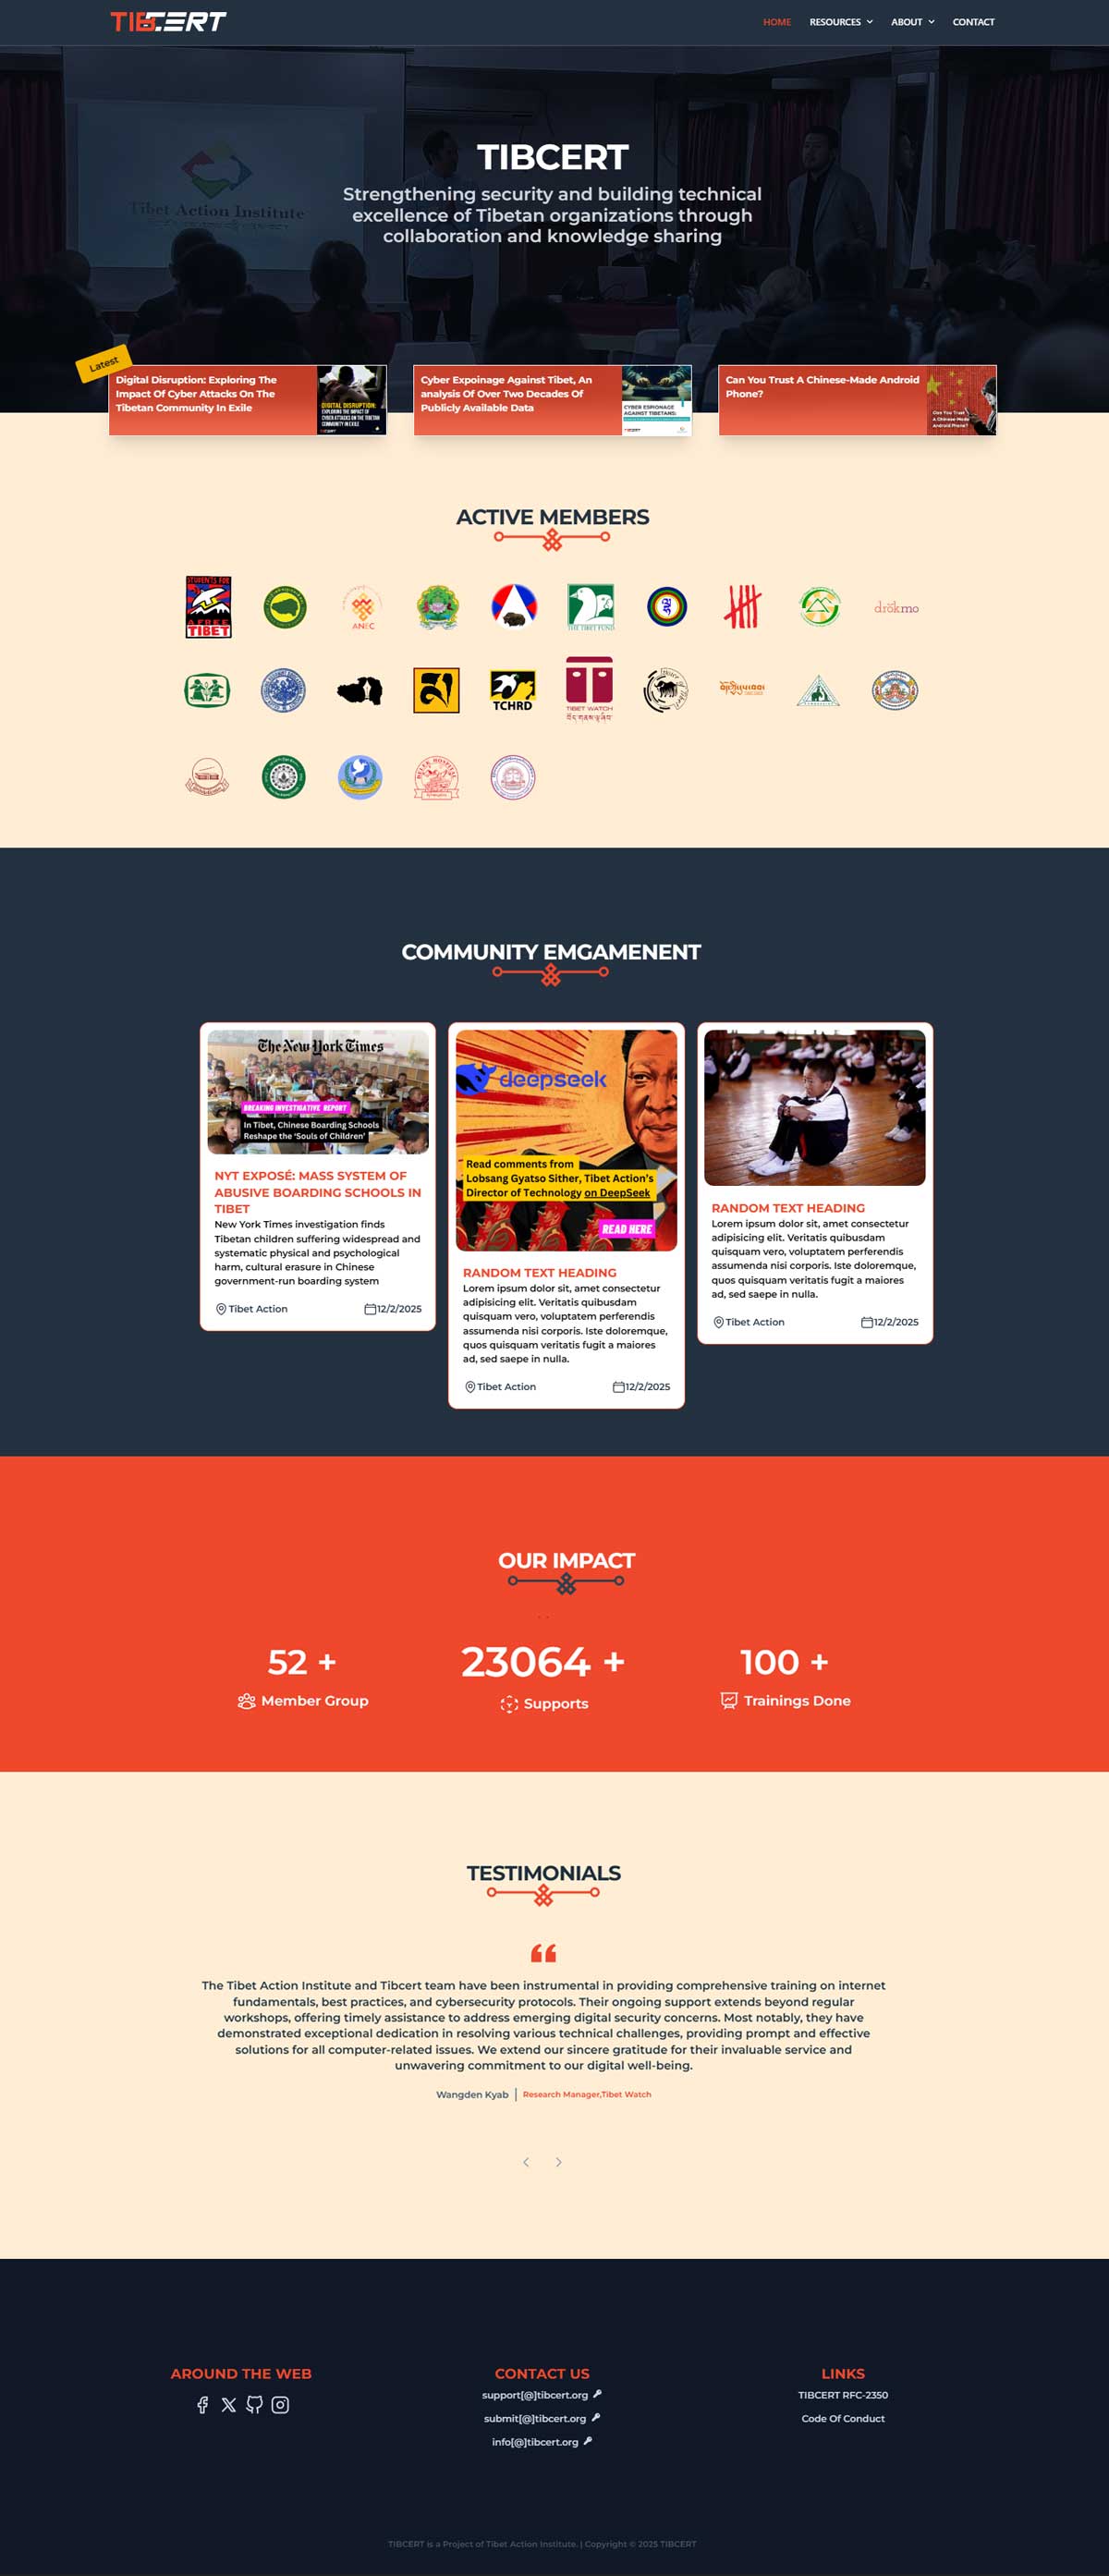 TIBCERT
HOME
RESOURCES
ABOUT
CONTACT
Tibet Action Institute
TIBCERT
Strengthening security and building technical
excellence of Tibetan organizations through
collaboration and knowledge sharing
Latest
Digital Disruption: Exploring The
Impact Of Cyber Attacks On The
Tibetan Community In Exile
DIGITAL DISRUPTION:
EXPLORING THE IMPACT OF
CYBER ATTACKS ON THE TIBETAN
COMMUNITY IN EXILE
Cyber Expoinage Against Tibet, An
analysis Of Over Two Decades Of
Publicly Available Data
CYBER ESPIONAGE
AGAINST TIBETANS:
Can You Trust A Chinese-Made Android
Phone?
Can You Trust
A Chinese-Made
Android Phone?
ACTIVE MEMBERS
STUDENTS FOR
A FREE
TIBET
ANEC
THE TIBET FUND
drokmo
TCHRD
TIBET WATCH
COMMUNITY EMGAMENENT
The New York Times
BREAKING INVESTIGATIVE REPORT
In Tibet, Chinese Boarding Schools
Reshape the 'Souls of Children'
NYT EXPOSÉ: MASS SYSTEM OF
ABUSIVE BOARDING SCHOOLS IN
TIBET
New York Times investigation finds
Tibetan children suffering widespread and
systematic physical and psychological
harm, cultural erasure in Chinese
government-run boarding system
Tibet Action
12/2/2025
deepseek
Read comments from
Lobsang Gyatso Sither, Tibet Action's
Director of Technology on DeepSeek
READ HERE
RANDOM TEXT HEADING
Lorem ipsum dolor sit, amet consectetur
adipisicing elit. Veritatis quibusdam
quisquam vero, voluptatem perferendis
assumenda nisi corporis. Iste doloremque,
quos quisquam veritatis fugit a maiores
ad, sed saepe in nulla.
Tibet Action
12/2/2025
RANDOM TEXT HEADING
Lorem ipsum dolor sit, amet consectetur
adipisicing elit. Veritatis quibusdam
quisquam vero, voluptatem perferendis
assumenda nisi corporis. Iste doloremque,
quos quisquam veritatis fugit a maiores
ad, sed saepe in nulla.
Tibet Action
12/2/2025
OUR IMPACT
52 +
Member Group
23064 +
Supports
100 +
Trainings Done
TESTIMONIALS
The Tibet Action Institute and Tibcert team have been instrumental in providing comprehensive training on internet
fundamentals, best practices, and cybersecurity protocols. Their ongoing support extends beyond regular
workshops, offering timely assistance to address emerging digital security concerns. Most notably, they have
demonstrated exceptional dedication in resolving various technical challenges, providing prompt and effective
solutions for all computer-related issues. We extend our sincere gratitude for their invaluable service and
unwavering commitment to our digital well-being.
Wangden Kyab | Research Manager,Tibet Watch
AROUND THE WEB
CONTACT US
support[@]tibcert.org
submit[@]tibcert.org
info[@]tibcert.org
LINKS
TIBCERT RFC-2350
Code Of Conduct
TIBCERT is a Project of Tibet Action Institute. | Copyright © 2025 TIBCERT